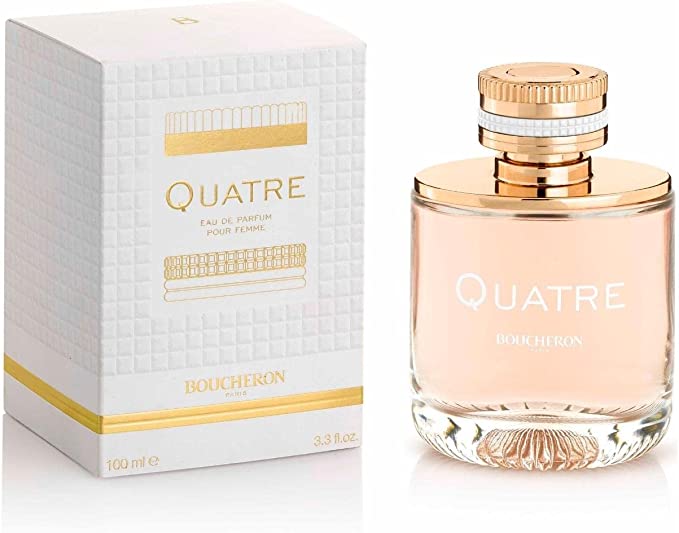 B
QUATRE
EAU DE PARFUM
POUR FEMME
BOUCHERON
PARIS
100 ml e
3.3 fl.oz.
QUATRE
BOUCHERON
PARIS